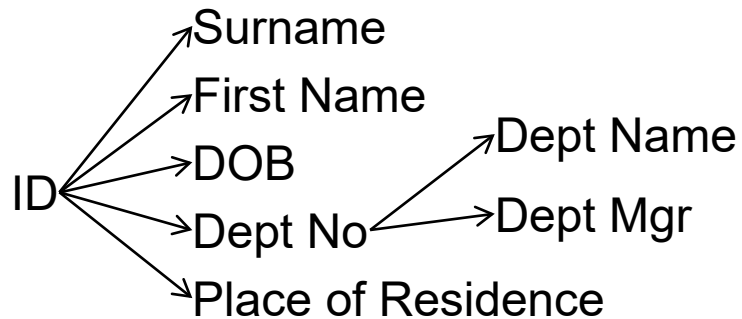 Surname
First Name
Dept Name
DOB
ID
Dept No
Dept Mgr
Place of Residence